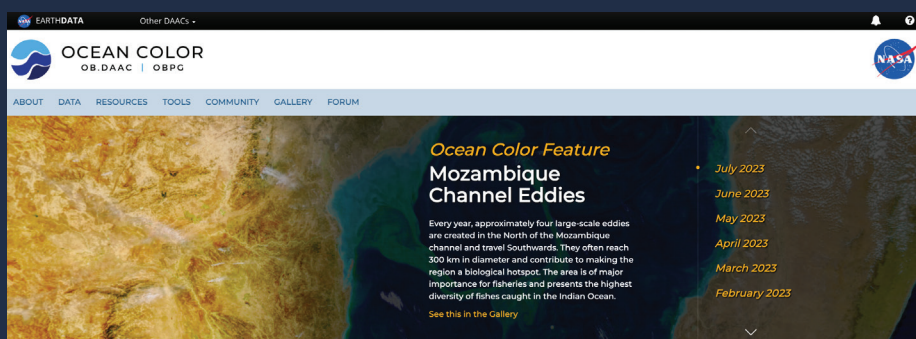 NASA EARTHDATA Other DAACs
OCEAN COLOR
OB.DAAC | OBPG
NASA
ABOUT DATA RESOURCES TOOLS COMMUNITY GALLERY FORUM
Ocean Color Feature
Mozambique
Channel Eddies
Every year, approximately four large-scale eddies
are created in the North of the Mozambique
channel and travel Southwards. They often reach
300 km in diameter and contribute to making the
region a biological hotspot. The area is of major
importance for fisheries and presents the highest
diversity of fishes caught in the Indian Ocean.
See this in the Gallery
July 2023
June 2023
May 2023
April 2023
March 2023
February 2023